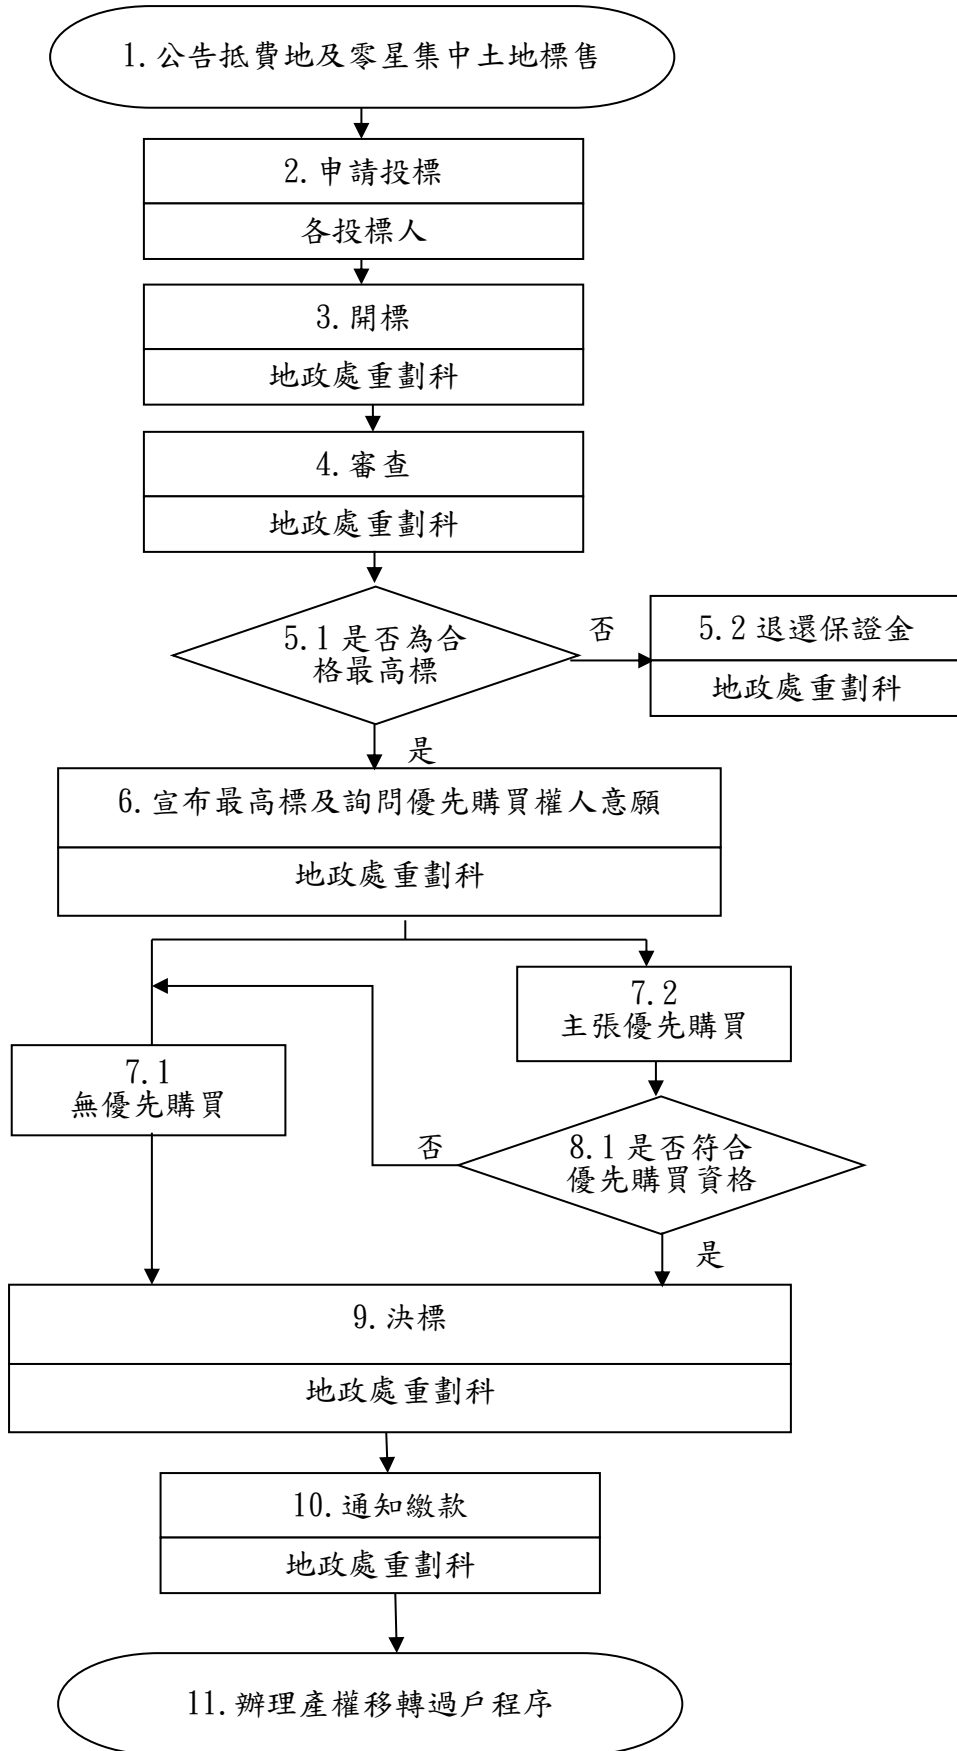 1.公告抵費地及零星集中土地標售
2.申請投標
各投標人
3.開標
地政處重劃科
4.審查
地政處重劃科
5.1 是否為合
格最高標
否
5.2 退還保證金
地政處重劃科
是
6.宣布最高標及詢問優先購買權人意願
地政處重劃科
7.2
主張優先購買
7.1
無優先購買
否
8.1 是否符合
優先購買資格
是
9.決標
地政處重劃科
10.通知繳款
地政處重劃科
11.辦理產權移轉過戶程序